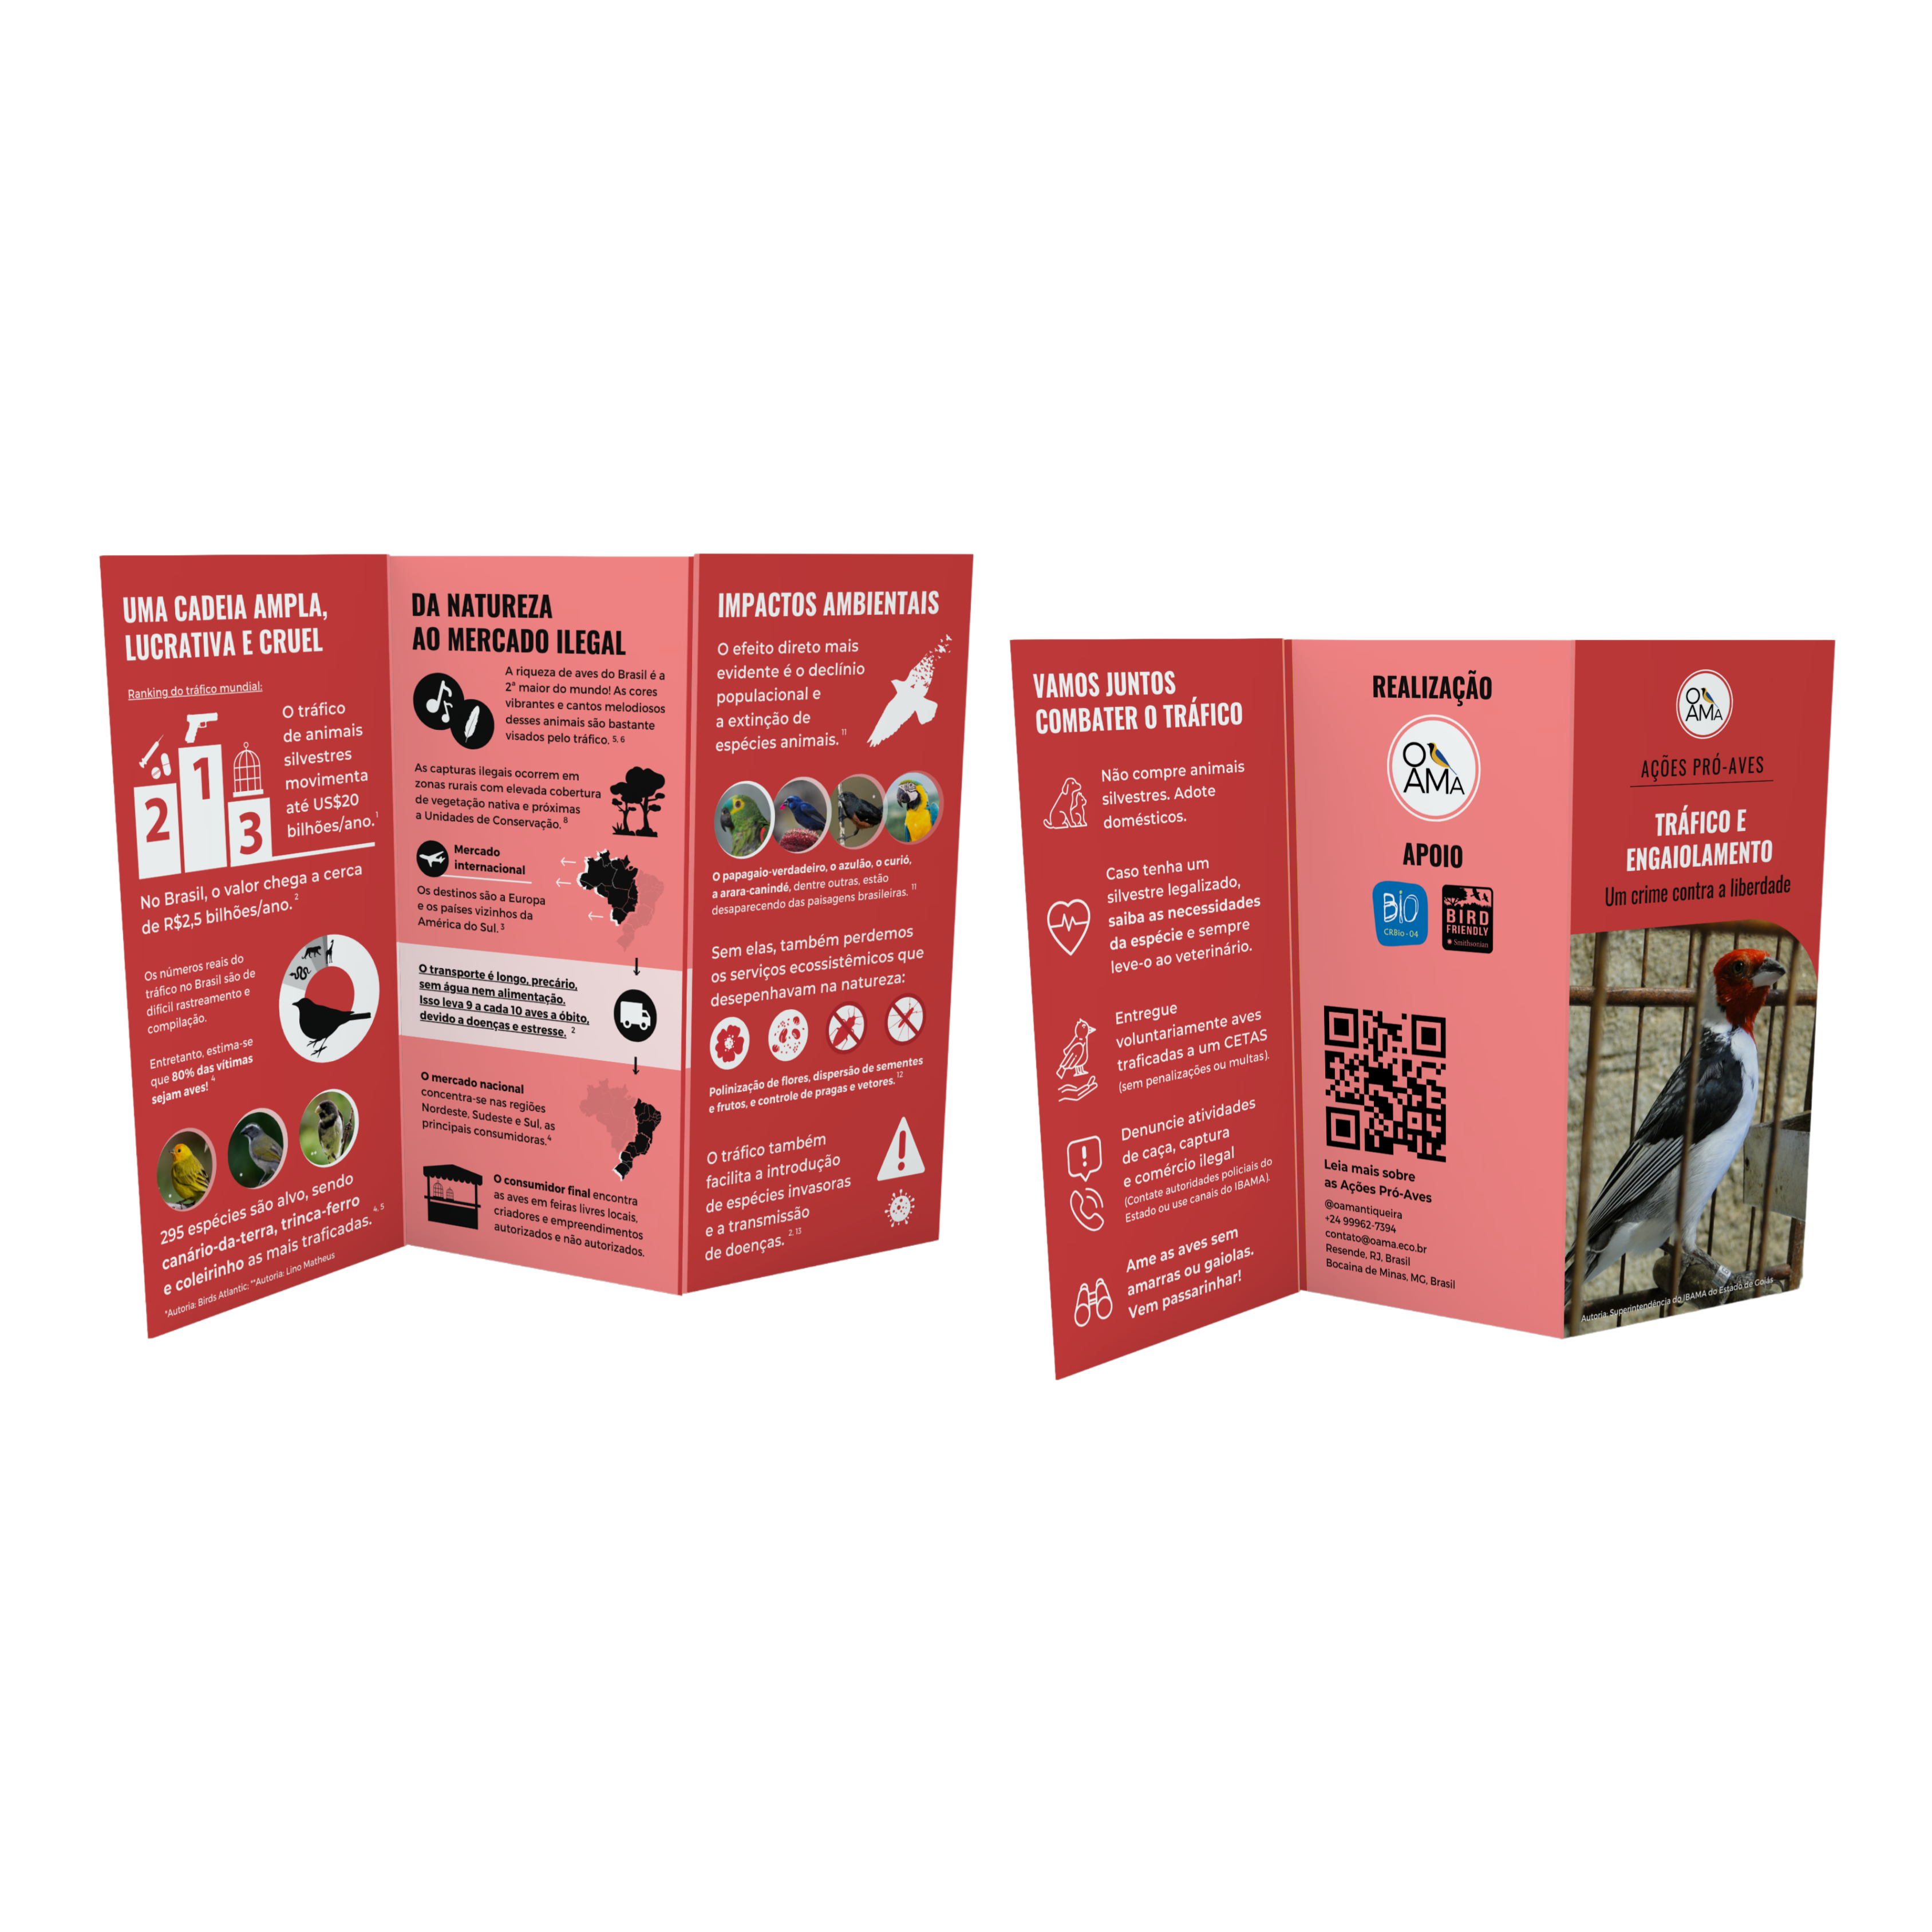 UMA CADEIA AMPLA,
LUCRATIVA E CRUEL
Ranking do tráfico mundial:
2
1
3
O tráfico
de animais
silvestres
movimenta
até US$20
bilhões/ano.¹
No Brasil, o valor chega a cerca
de R$2,5 bilhões/ano. ²
Os números reais do
tráfico no Brasil são de
difícil rastreamento e
compilação.
Entretanto, estima-se
que 80% das vítimas
sejam aves! ⁴
*
**
**
295 espécies são alvo, sendo
canário-da-terra, trinca-ferro
e coleirinho as mais traficadas. ⁴, ⁵
*Autoria: Birds Atlantic; **Autoria: Lino Matheus
DA NATUREZA
AO MERCADO ILEGAL
A riqueza de aves do Brasil é a
2ª maior do mundo! As cores
vibrantes e cantos melodiosos
desses animais são bastante
visados pelo tráfico. ⁵, ⁶
As capturas ilegais ocorrem em
zonas rurais com elevada cobertura
de vegetação nativa e próximas
a Unidades de Conservação. ⁸
Mercado
internacional
Os destinos são a Europa
e os países vizinhos da
América do Sul. ³
O transporte é longo, precário,
sem água nem alimentação.
Isso leva 9 a cada 10 aves a óbito,
devido a doenças e estresse. ²
O mercado nacional
concentra-se nas regiões
Nordeste, Sudeste e Sul, as
principais consumidoras.⁴
O consumidor final encontra
as aves em feiras livres locais,
criadores e empreendimentos
autorizados e não autorizados.
IMPACTOS AMBIENTAIS
O efeito direto mais
evidente é o declínio
populacional e
a extinção de
espécies animais. ¹¹
O papagaio-verdadeiro, o azulão, o curió,
a arara-canindé, dentre outras, estão
desaparecendo das paisagens brasileiras. ¹¹
Sem elas, também perdemos
os serviços ecossistêmicos que
desepenhavam na natureza:
Polinização de flores, dispersão de sementes
e frutos, e controle de pragas e vetores. ¹²
O tráfico também
facilita a introdução
de espécies invasoras
e a transmissão
de doenças. ², ¹³
VAMOS JUNTOS
COMBATER O TRÁFICO
Não compre animais
silvestres. Adote
domésticos.
Caso tenha um
silvestre legalizado,
saiba as necessidades
da espécie e sempre
leve-o ao veterinário.
Entregue
voluntariamente aves
traficadas a um CETAS
(sem penalizações ou multas).
Denuncie atividades
de caça, captura
e comércio ilegal
(Contate autoridades policiais do
Estado ou use canais do IBAMA).
Ame as aves sem
amarras ou gaiolas.
Vem passarinhar!
REALIZAÇÃO
O
AMA
APOIO
BIO
CRBio-04
BIRD
FRIENDLY
Smithsonian
Leia mais sobre
as Ações Pró-Aves
@oamantiqueira
+24 99962-7394
contato@oama.eco.br
Resende, RJ, Brasil
Bocaina de Minas, MG, Brasil
O
AMA
AÇÕES PRÓ-AVES
TRÁFICO E
ENGAIOLAMENTO
Um crime contra a liberdade
Autoria: Superintendência do IBAMA do Estado de Goiás